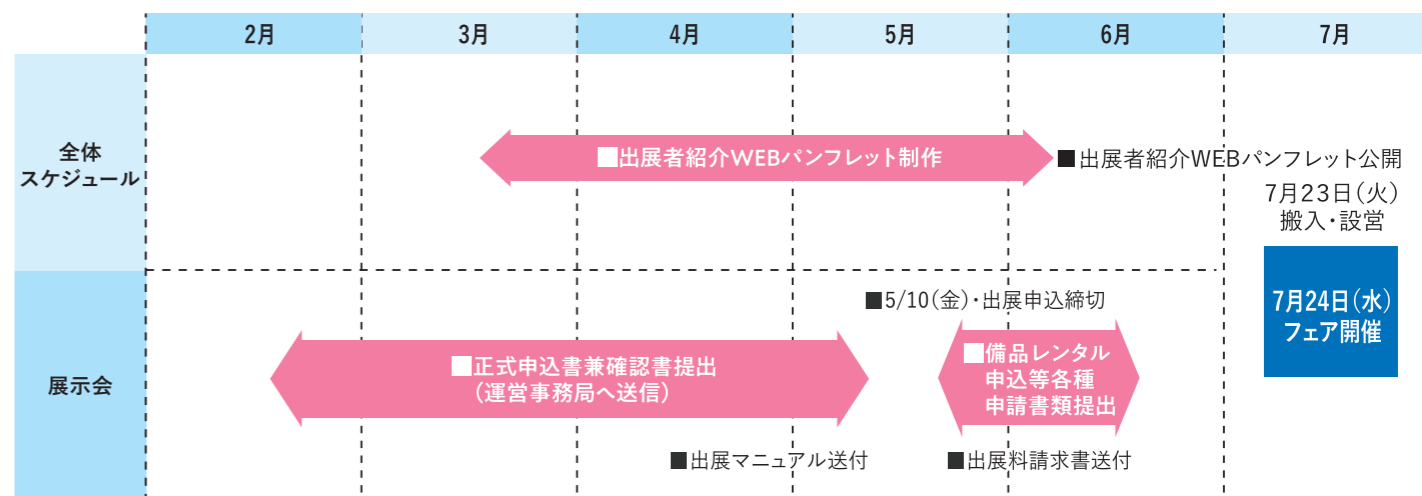 2月 3月 4月 5月 6月 7月
全体
スケジュール
■出展者紹介WEBパンフレット制作
■出展者紹介WEBパンフレット公開
7月23日(火)
搬入・設営
7月24日(水)
フェア開催
展示会
■5/10(金)・出展申込締切
■正式申込書兼確認書提出
(運営事務局へ送信)
■備品レンタル
申込等各種
申請書類提出
■出展マニュアル送付
■出展料請求書送付